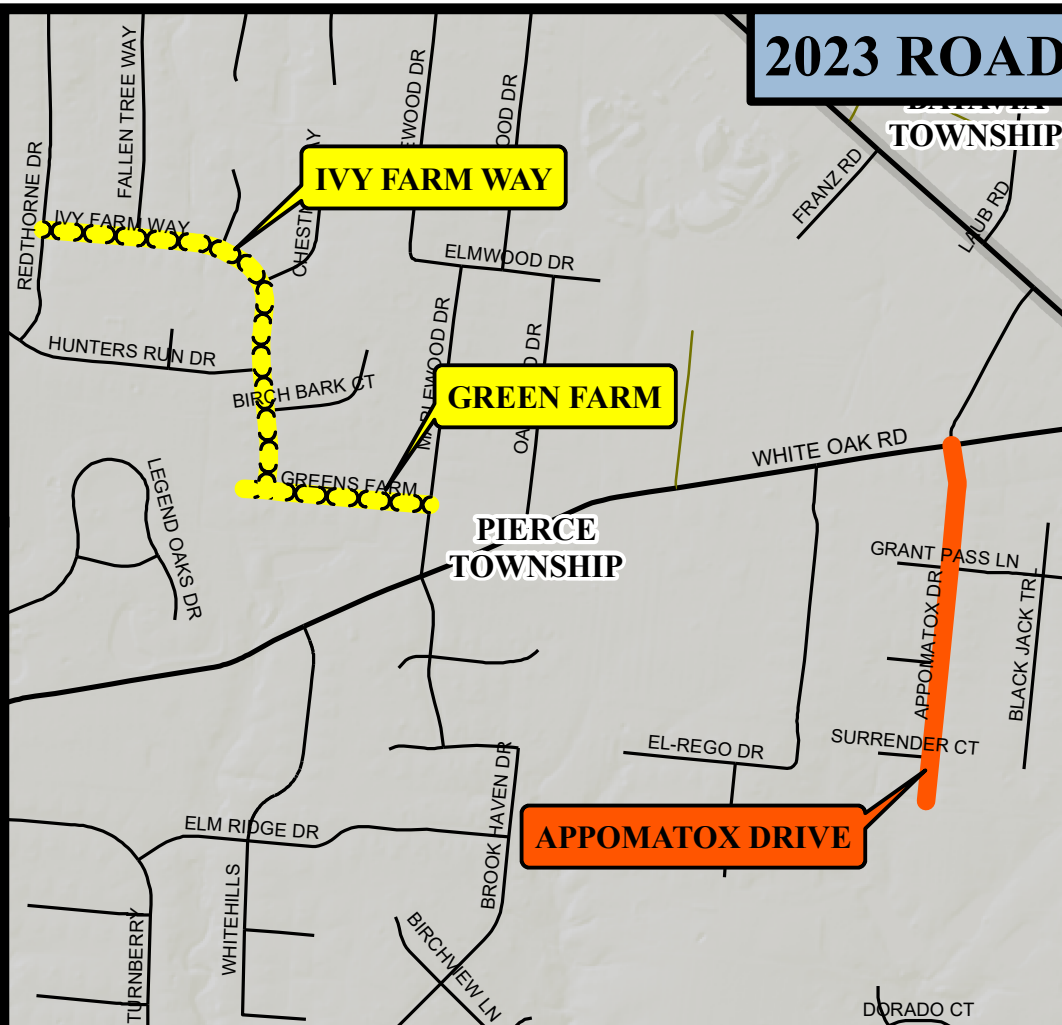 2023 ROAD
TOWNSHIP
FALLEN TREE WAY
REDTHORNE DR
IVY FARM WAY
IVY FARM WAY
FRANZ RD
LAUB RD
ELMWOOD DR
HUNTERS RUN DR
BIRCH BARK CT
GREEN FARM
GREENS FARM
WHITE OAK RD
LEGEND OAKS DR
PIERCE
TOWNSHIP
GRANT PASS LN
APPOMATOX DR
BLACK JACK TRL
SURRENDER CT
EL-REGO DR
BROOK HAVEN DR
ELM RIDGE DR
APPOMATOX DRIVE
WHITEHILLS
TURNBERRY
BIRCHVIEW LN
DORADO CT